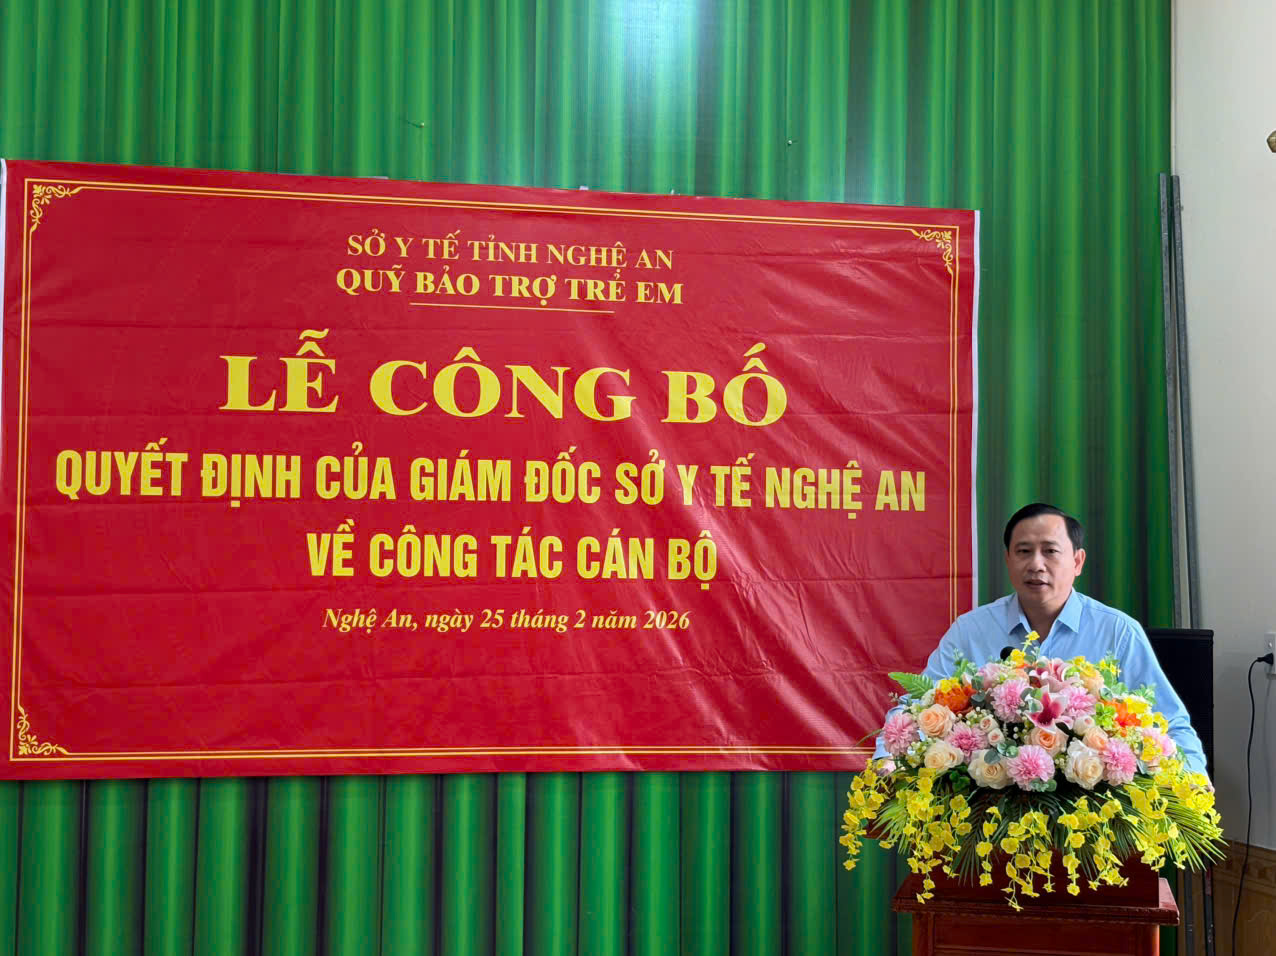 SỞ Y TẾ TỈNH NGHỆ AN
QUỸ BẢO TRỢ TRẺ EM
LỄ CÔNG BỐ
QUYẾT ĐỊNH CỦA GIÁM ĐỐC SỞ Y TẾ NGHỆ AN
VỀ CÔNG TÁC CÁN BỘ
Nghệ An, ngày 25 tháng 2 năm 2026